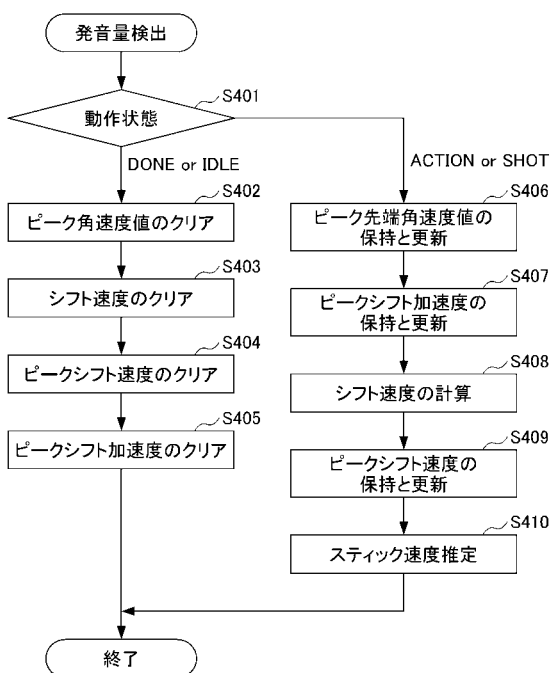 発音量検出
S401
動作状態
DONE or IDLE
S402
ピーク角速度値のクリア
S403
シフト速度のクリア
S404
ピークシフト速度のクリア
S405
ピークシフト加速度のクリア
ACTION or SHOT
S406
ピーク先端角速度値の
保持と更新
S407
ピークシフト加速度の
保持と更新
S408
シフト速度の計算
S409
ピークシフト速度の
保持と更新
S410
スティック速度推定
終了